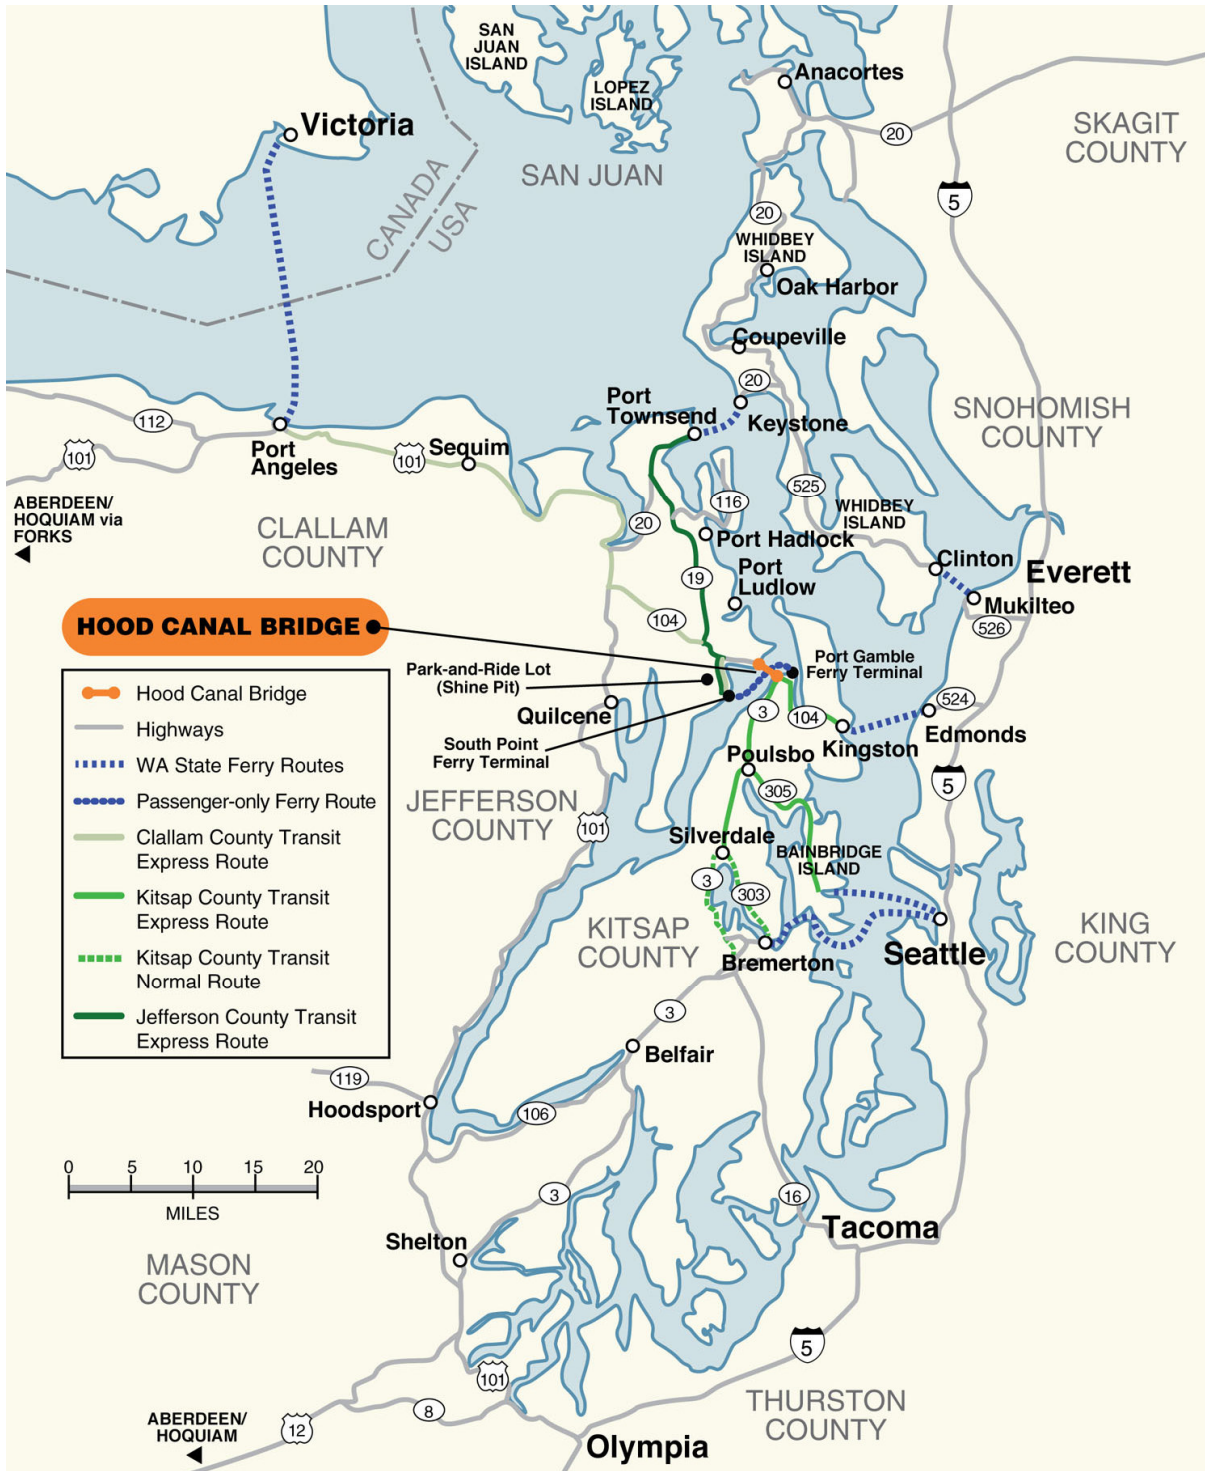 SAN
JUAN
ISLAND
LOPEZ
ISLAND
Anacortes
Victoria
20
SKAGIT
COUNTY
SAN JUAN
CANADA
USA
5
20
WHIDBEY
ISLAND
Oak Harbor
Coupeville
20
Port
Townsend
Keystone
SNOHOMISH
COUNTY
112
101
Port
Angeles
101
Sequim
ABERDEEN/
HOQUIAM via
FORKS
CLALLAM
COUNTY
525
WHIDBEY
ISLAND
116
20
Port Hadlock
Clinton
Everett
Port
Ludlow
19
Mukilteo
526
104
HOOD CANAL BRIDGE
Park-and-Ride Lot
(Shine Pit)
Port Gamble
Ferry Terminal
Quilcene
South Point
Ferry Terminal
3
104
Kingston
524
Edmonds
Hood Canal Bridge
Highways
WA State Ferry Routes
Passenger-only Ferry Route
Clallam County Transit
Express Route
Kitsap County Transit
Express Route
Kitsap County Transit
Normal Route
Jefferson County Transit
Express Route
Poulsbo
305
5
JEFFERSON
COUNTY
101
Silverdale
BAINBRIDGE
ISLAND
3
303
KITSAP
COUNTY
Bremerton
Seattle
KING
COUNTY
3
Belfair
119
Hoodsport
106
0 5 10 15 20
MILES
3
16
Tacoma
Shelton
MASON
COUNTY
5
101
THURSTON
COUNTY
8
ABERDEEN/
HOQUIAM
12
Olympia